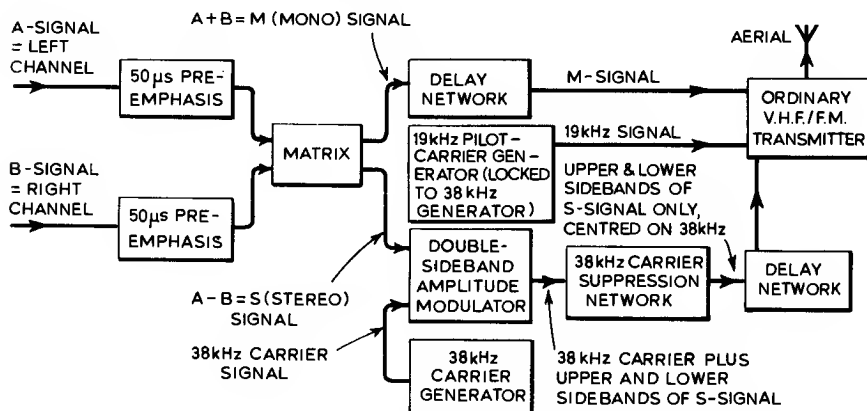 A-SIGNAL
= LEFT
CHANNEL
50μs PRE-
EMPHASIS
B-SIGNAL
= RIGHT
CHANNEL
50μs PRE-
EMPHASIS
MATRIX
A+B = M (MONO) SIGNAL
DELAY
NETWORK
M-SIGNAL
19kHz PILOT-
CARRIER GEN-
ERATOR (LOCKED
TO 38kHz
GENERATOR)
19kHz SIGNAL
AERIAL
ORDINARY
V.H.F./F.M.
TRANSMITTER
UPPER & LOWER
SIDEBANDS OF
S-SIGNAL ONLY,
CENTRED ON 38kHz
A-B = S (STEREO)
SIGNAL
DOUBLE-
SIDEBAND
AMPLITUDE
MODULATOR
38kHz CARRIER
SUPPRESSION
NETWORK
DELAY
NETWORK
38kHz CARRIER
SIGNAL
38kHz
CARRIER
GENERATOR
38kHz CARRIER PLUS
UPPER AND LOWER
SIDEBANDS OF S-SIGNAL